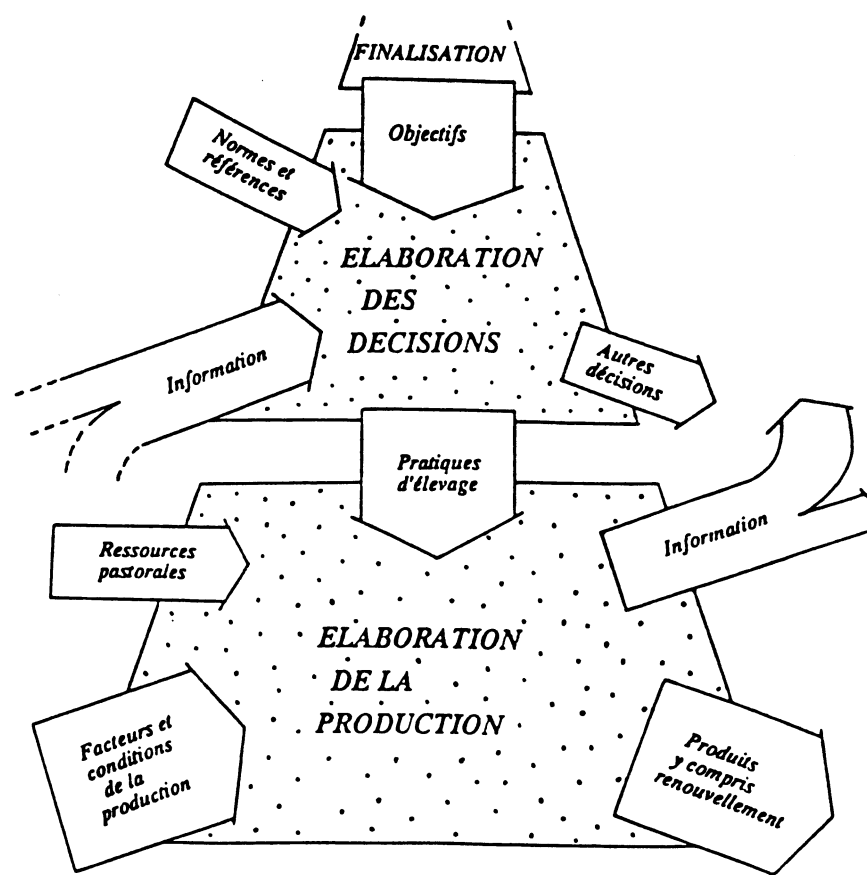 FINALISATION
Objectifs
Normes et
références
ELABORATION
DES
DECISIONS
Information
Autres
décisions
Pratiques
d'élevage
Ressources
pastorales
Information
ELABORATION
DE LA
PRODUCTION
Facteurs et
conditions
de la
production
Produits
y compris
renouvellement